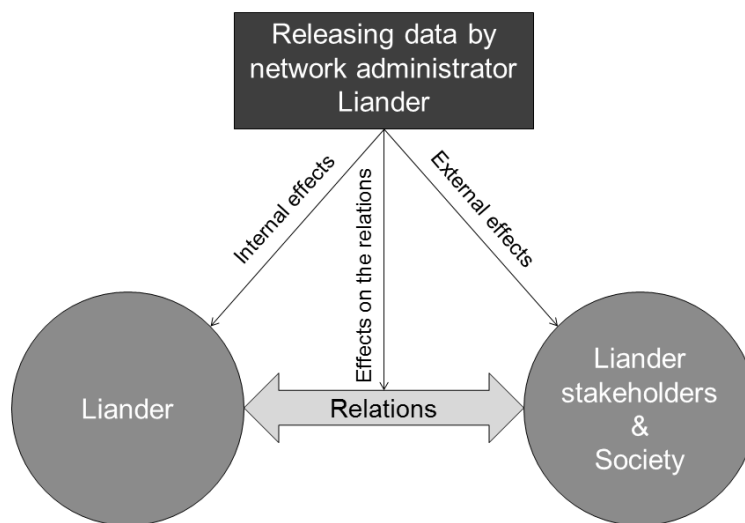 Releasing data by
network administrator
Liander
Internal effects
Effects on the relations
External effects
Liander
Relations
Liander
stakeholders
&
Society